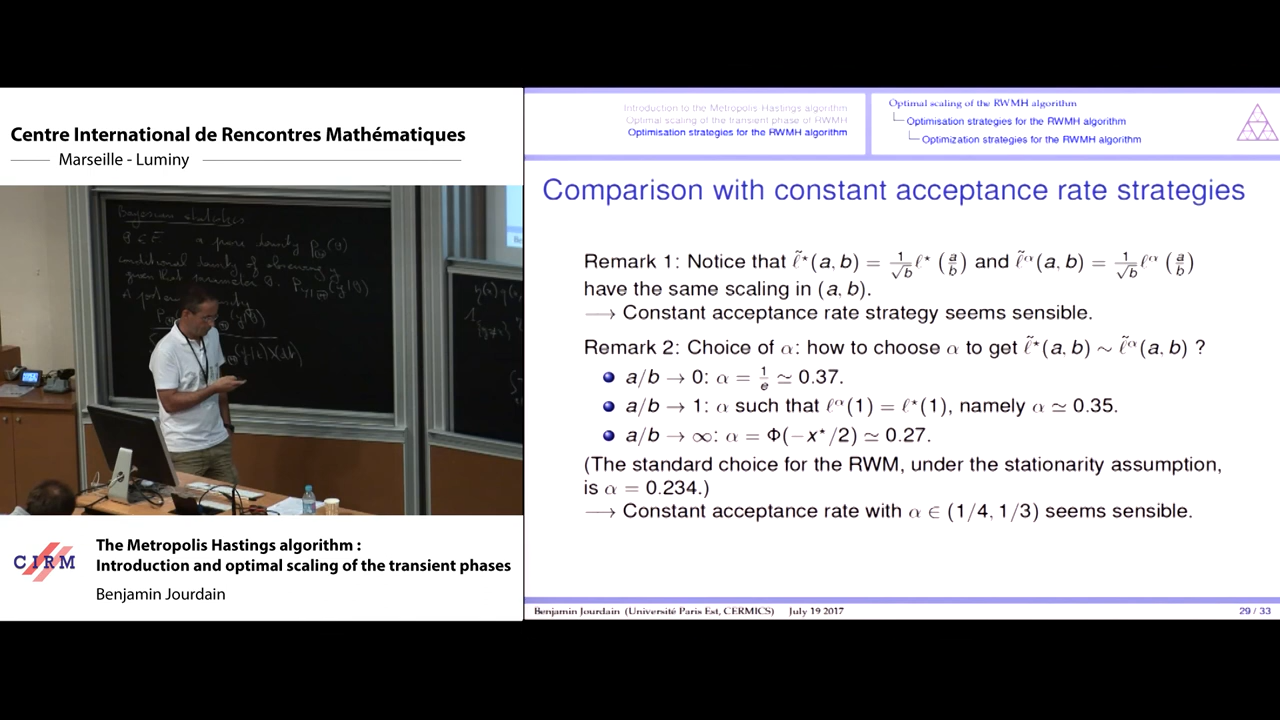 Centre International de Rencontres Mathématiques
Marseille - Luminy
Bayesian statistics
CIRM
The Metropolis Hastings algorithm :
Introduction and optimal scaling of the transient phases
Benjamin Jourdain
Introduction to the Metropolis-Hastings algorithm
Optimal scaling of the transient phase of RWMH
Optimisation strategies for the RWMH algorithm
Optimal scaling of the RWMH algorithm
Optimisation strategies for the RWMH algorithm
Optimization strategies for the RWMH algorithm
Comparison with constant acceptance rate strategies
Remark 1: Notice that ℓ̃⋆(a, b) = 1/√b ℓ⋆ (a/b) and ℓ̃^α(a, b) = 1/√b ℓ^α (a/b)
have the same scaling in (a, b).
⟶ Constant acceptance rate strategy seems sensible.
Remark 2: Choice of α: how to choose α to get ℓ̃⋆(a, b) ∼ ℓ̃^α(a, b) ?
a/b → 0: α = 1/e ≃ 0.37.
a/b → 1: α such that ℓ^α(1) = ℓ⋆(1), namely α ≃ 0.35.
a/b → ∞: α = Φ(−x⋆/2) ≃ 0.27.
(The standard choice for the RWM, under the stationarity assumption,
is α = 0.234.)
⟶ Constant acceptance rate with α ∈ (1/4, 1/3) seems sensible.
Benjamin Jourdain (Université Paris Est, CERMICS) July 19 2017 29 / 33